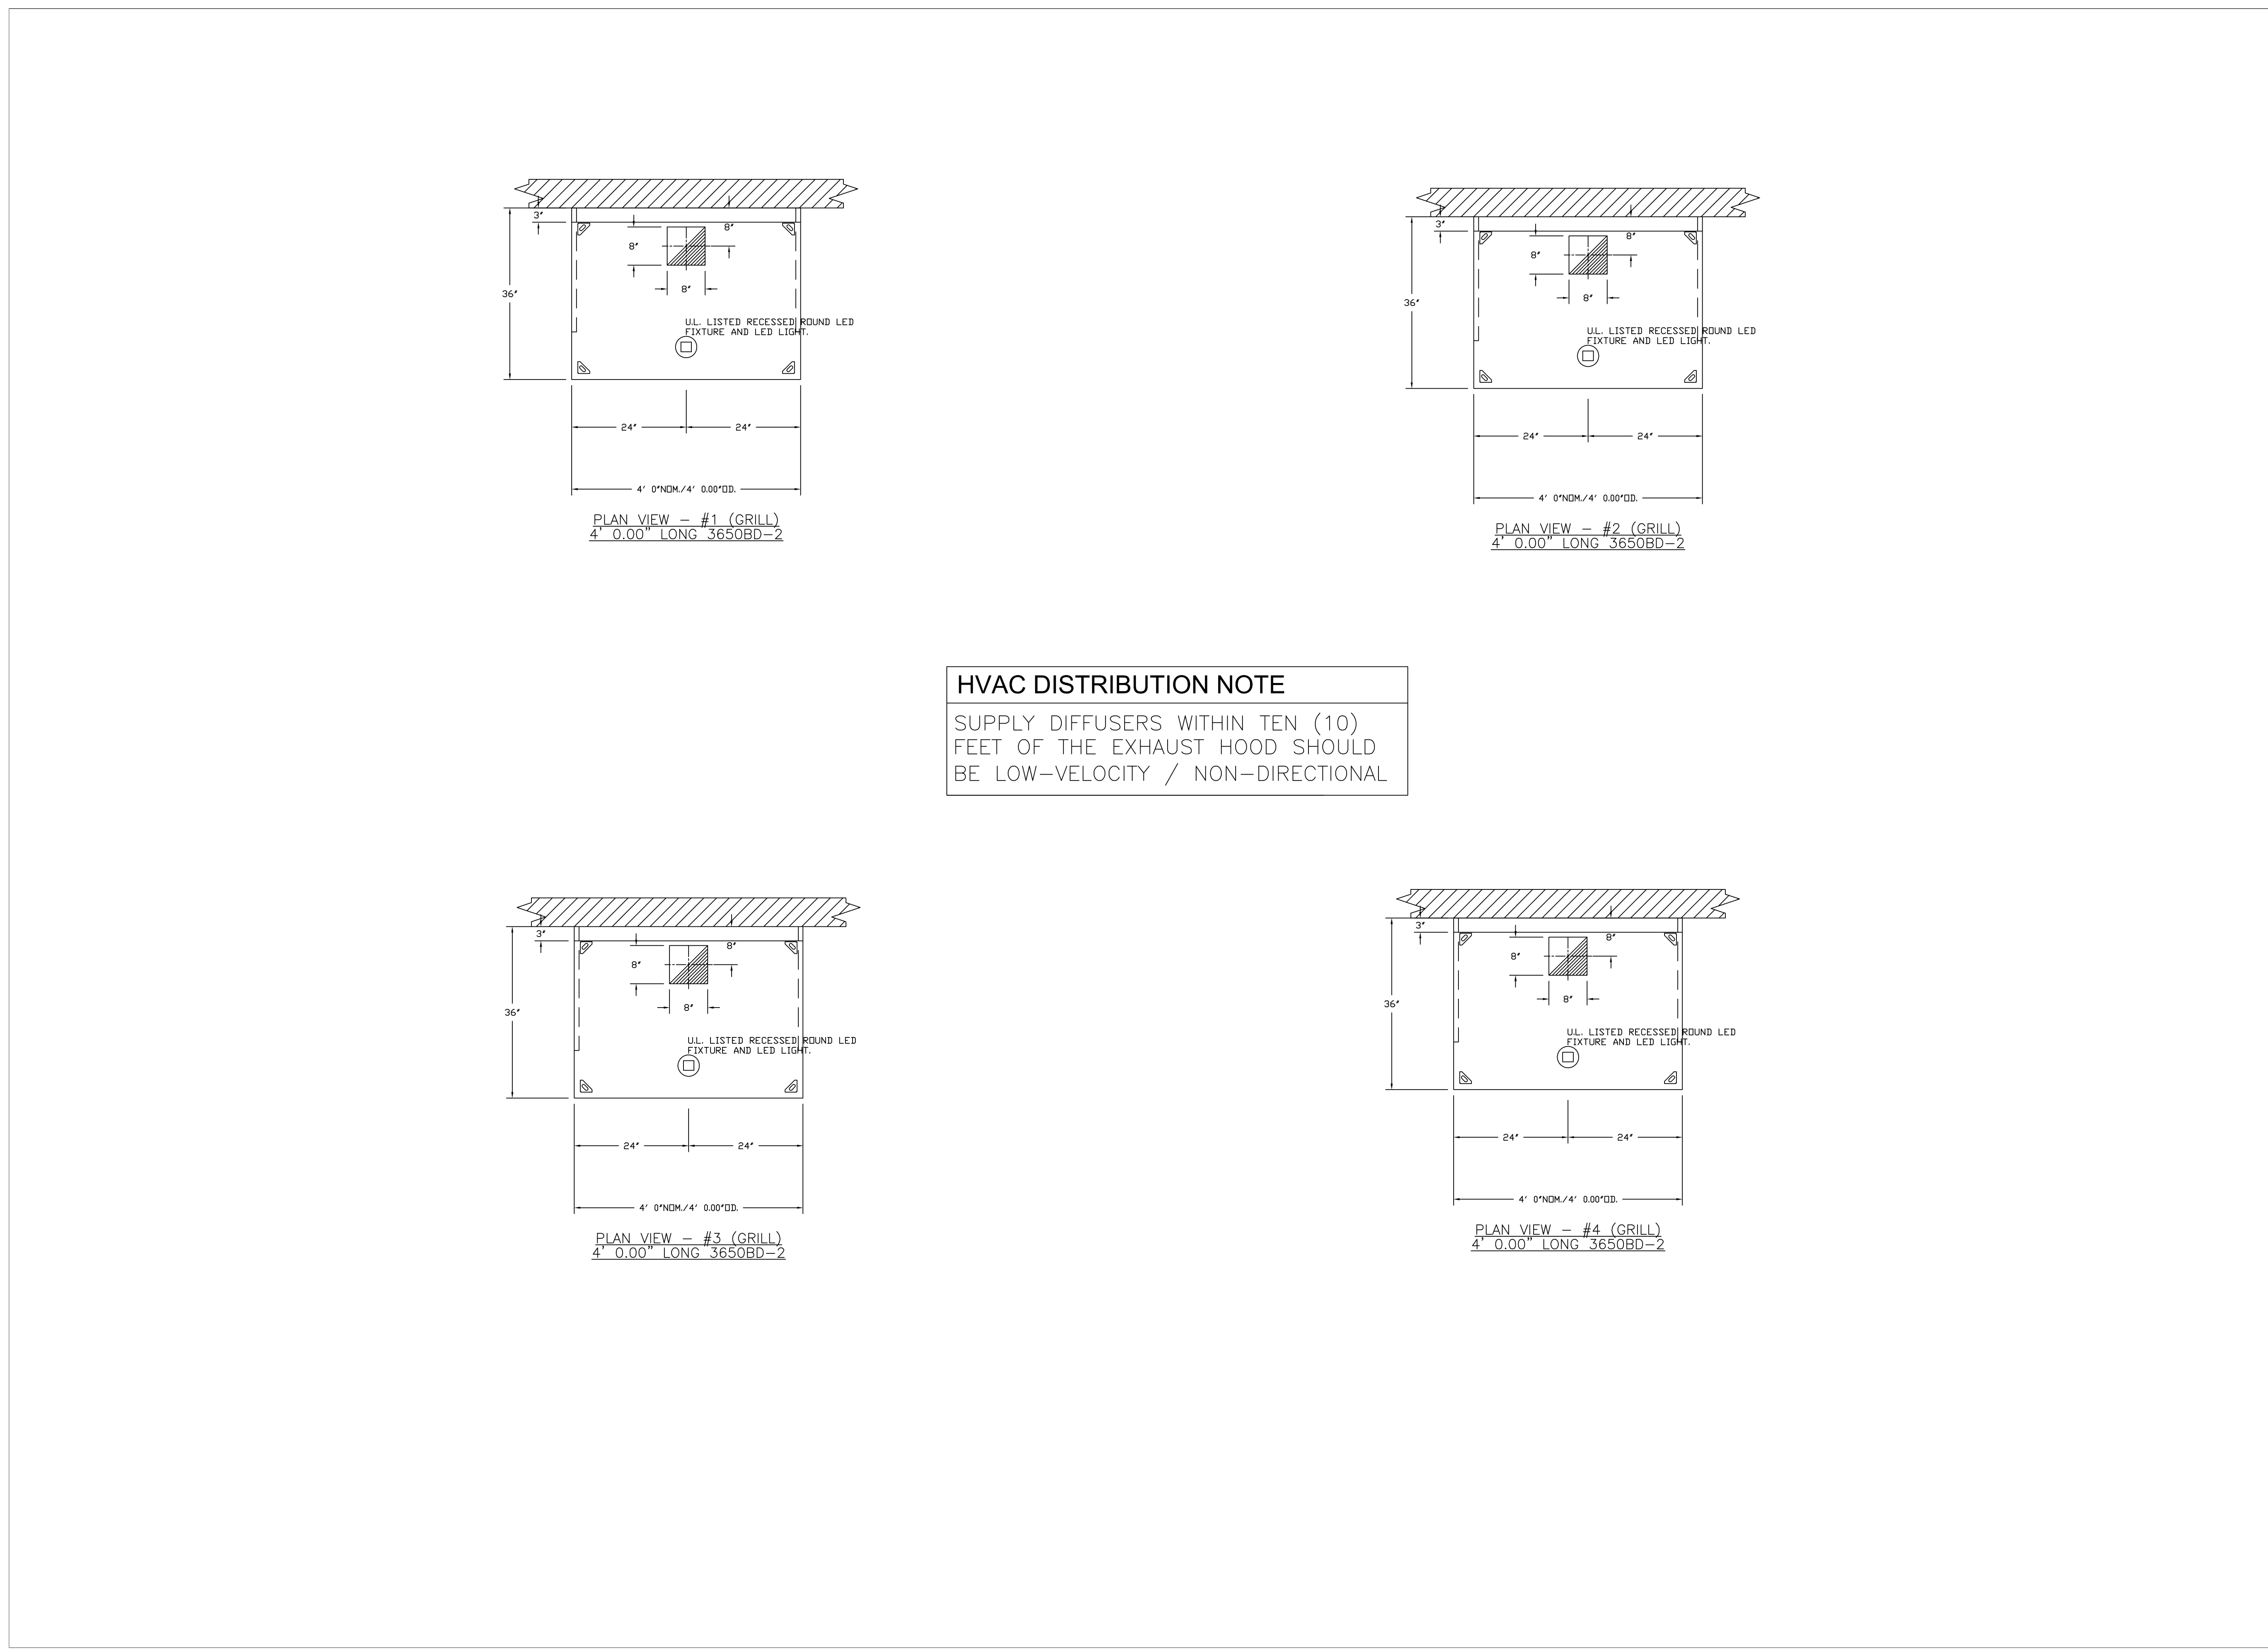 3"
8"
8"
8"
36"
U.L. LISTED RECESSED ROUND LED
FIXTURE AND LED LIGHT.
24" 24"
4' 0"NOM./4' 0.00"OD.
PLAN VIEW - #1 (GRILL)
4' 0.00" LONG 3650BD-2
3"
8"
8"
8"
36"
U.L. LISTED RECESSED ROUND LED
FIXTURE AND LED LIGHT.
24" 24"
4' 0"NOM./4' 0.00"OD.
PLAN VIEW - #2 (GRILL)
4' 0.00" LONG 3650BD-2
HVAC DISTRIBUTION NOTE
SUPPLY DIFFUSERS WITHIN TEN (10)
FEET OF THE EXHAUST HOOD SHOULD
BE LOW-VELOCITY / NON-DIRECTIONAL
3"
8"
8"
8"
36"
U.L. LISTED RECESSED ROUND LED
FIXTURE AND LED LIGHT.
24" 24"
4' 0"NOM./4' 0.00"OD.
PLAN VIEW - #3 (GRILL)
4' 0.00" LONG 3650BD-2
3"
8"
8"
8"
36"
U.L. LISTED RECESSED ROUND LED
FIXTURE AND LED LIGHT.
24" 24"
4' 0"NOM./4' 0.00"OD.
PLAN VIEW - #4 (GRILL)
4' 0.00" LONG 3650BD-2